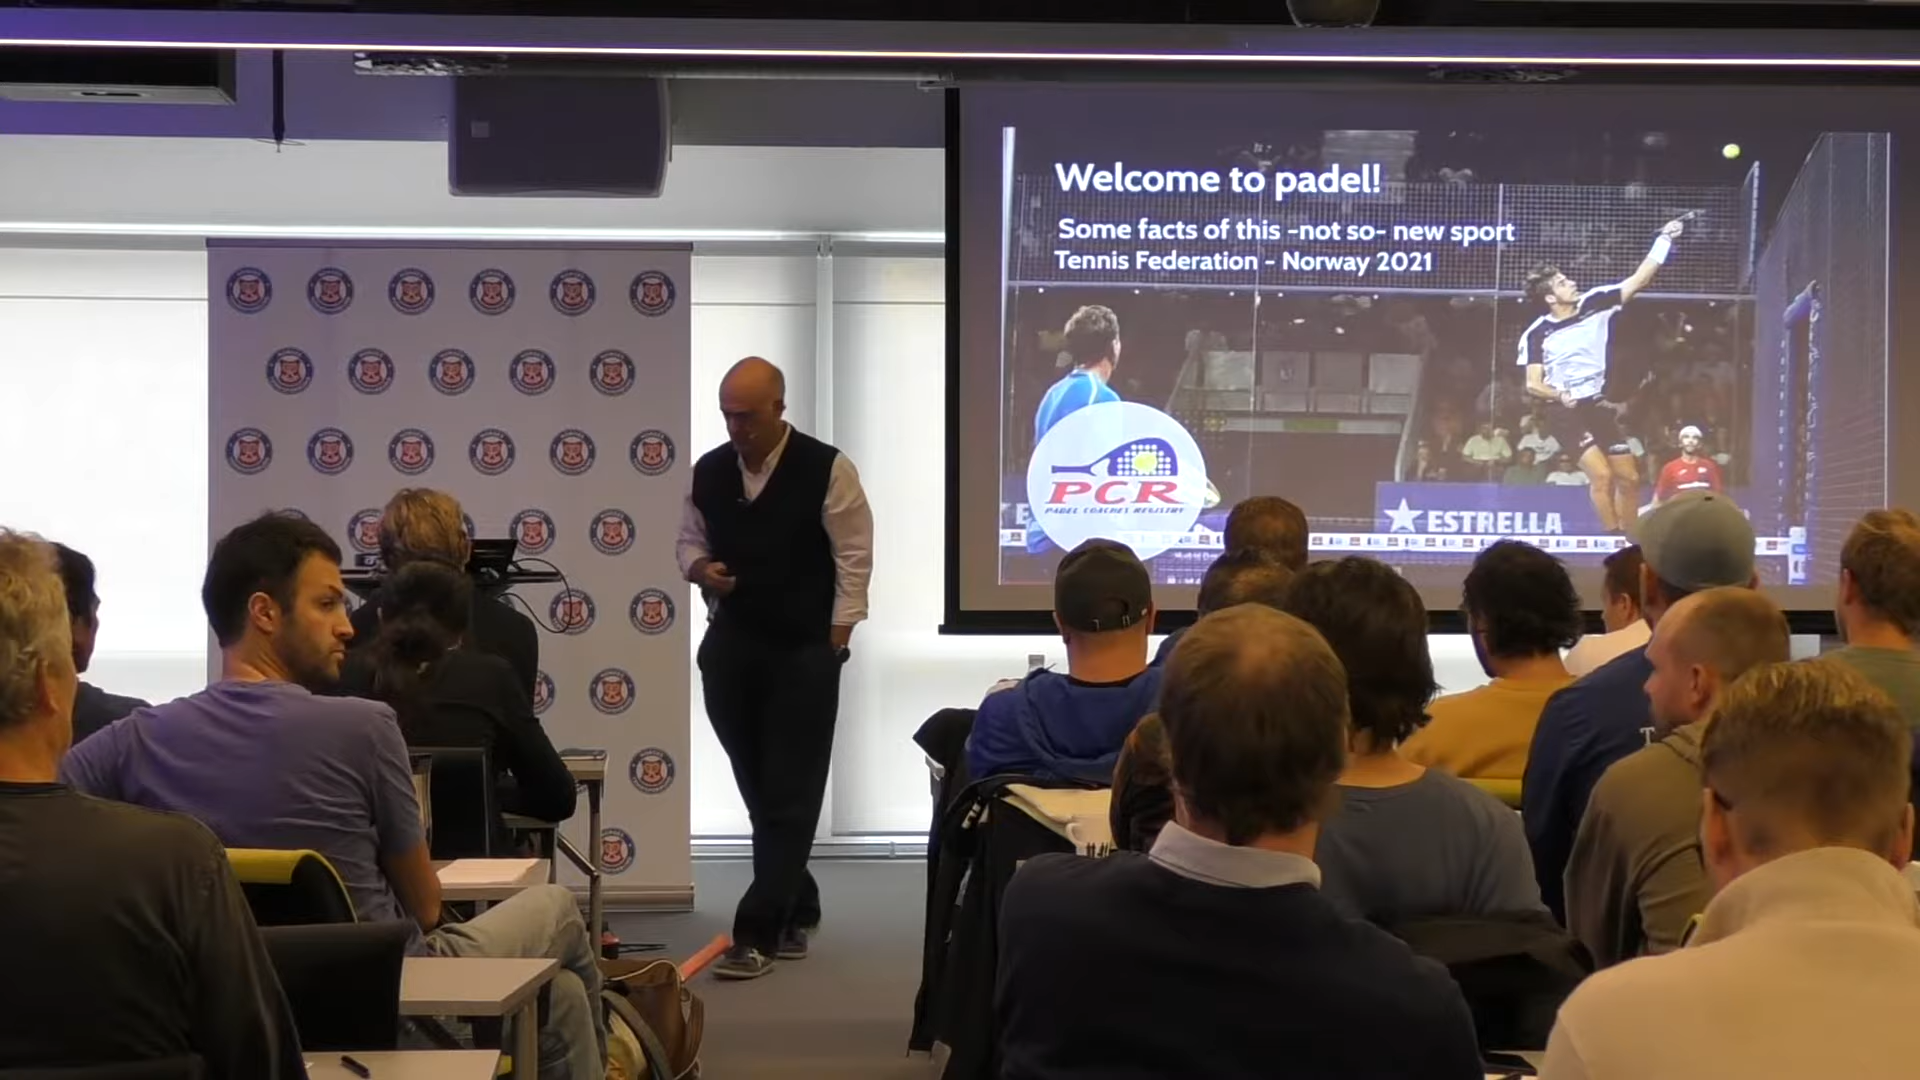 Welcome to padel!
Some facts of this -not so- new sport
Tennis Federation - Norway 2021
PCR
PADEL COACHES REGISTRY
ESTRELLA